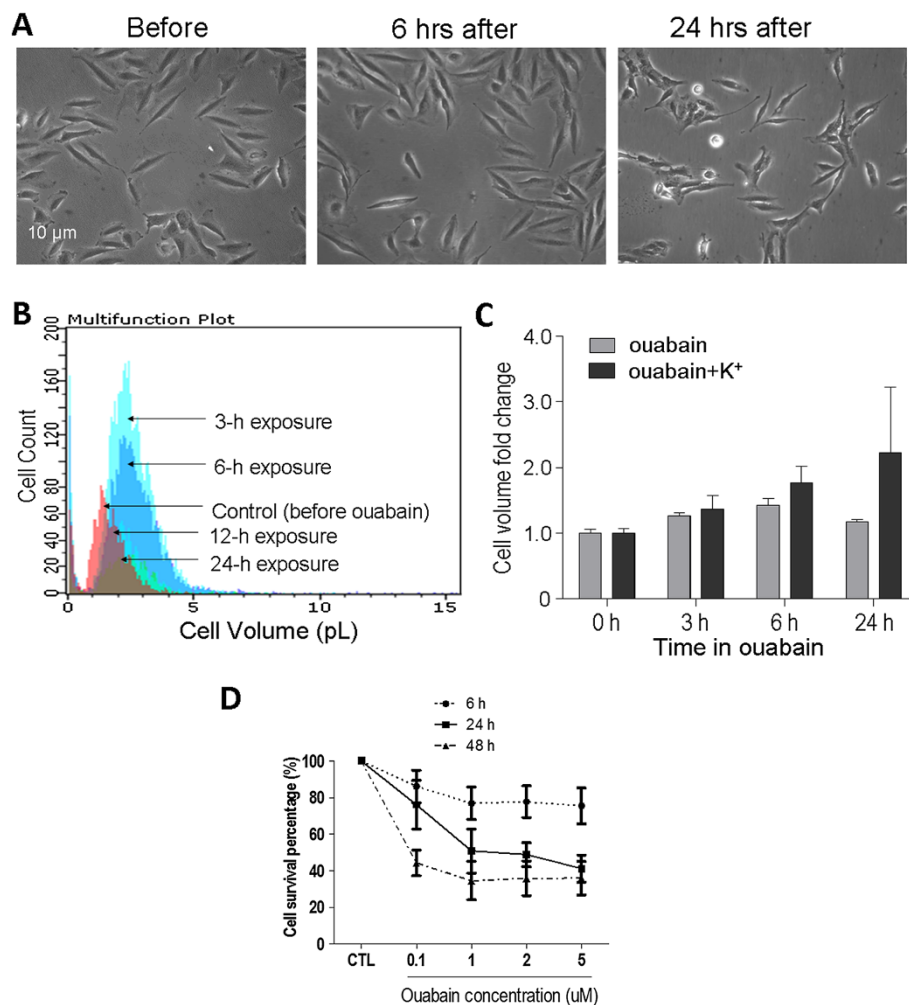 A
Before
6 hrs after
24 hrs after
10 µm
B
Multifunction Plot
Cell Count
200
160
120
80
60
40
20
0
3-h exposure
6-h exposure
Control (before ouabain)
12-h exposure
24-h exposure
0
5
10
15
Cell Volume (pL)
C
Cell volume fold change
4.0
3.0
2.0
1.0
0
ouabain
ouabain+K⁺
0 h
3 h
6 h
24 h
Time in ouabain
D
6 h
24 h
48 h
Cell survival percentage (%)
100
80
60
40
20
0
CTL
0.1
1
2
5
Ouabain concentration (uM)